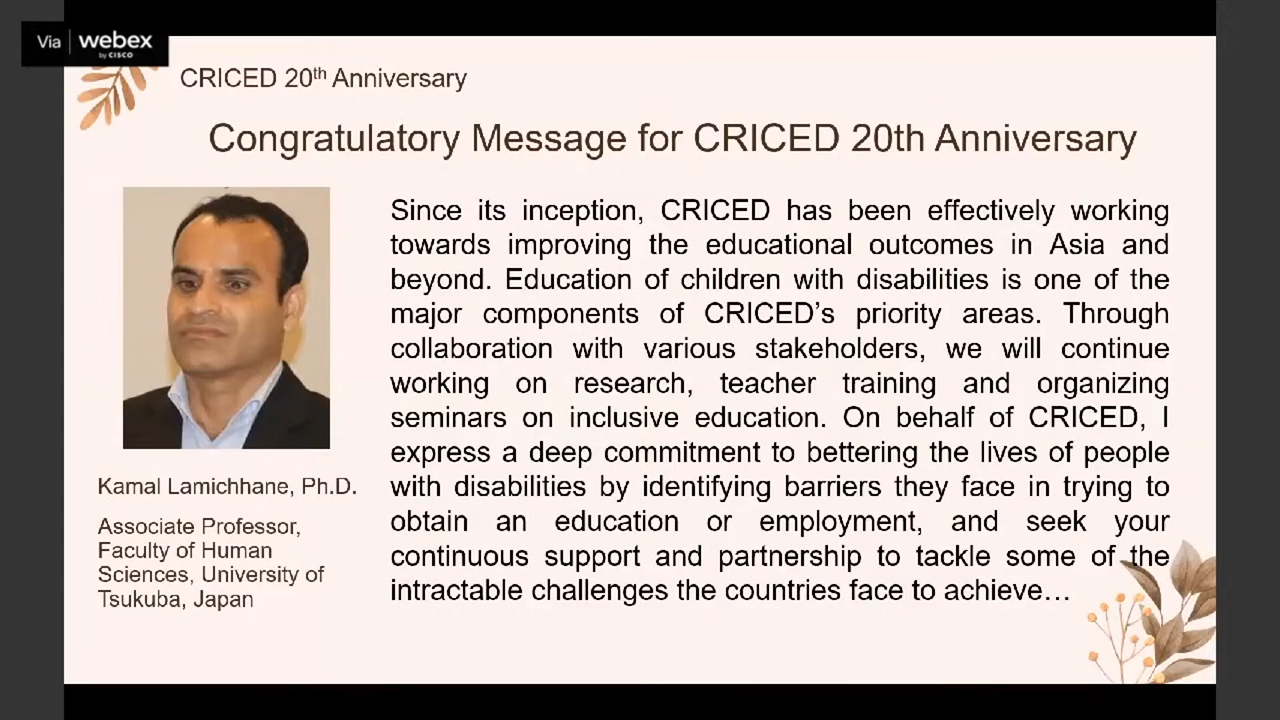 Via webex
by CISCO
CRICED 20th Anniversary
Congratulatory Message for CRICED 20th Anniversary
Since its inception, CRICED has been effectively working
towards improving the educational outcomes in Asia and
beyond. Education of children with disabilities is one of the
major components of CRICED’s priority areas. Through
collaboration with various stakeholders, we will continue
working on research, teacher training and organizing
seminars on inclusive education. On behalf of CRICED, I
express a deep commitment to bettering the lives of people
with disabilities by identifying barriers they face in trying to
obtain an education or employment, and seek your
continuous support and partnership to tackle some of the
intractable challenges the countries face to achieve…
Kamal Lamichhane, Ph.D.
Associate Professor,
Faculty of Human
Sciences, University of
Tsukuba, Japan